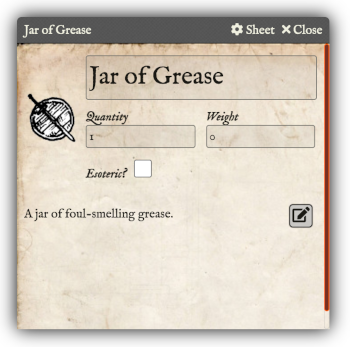 Jar of Grease Sheet Close
Jar of Grease
Quantity Weight
1 0
Esoteric?
A jar of foul-smelling grease.